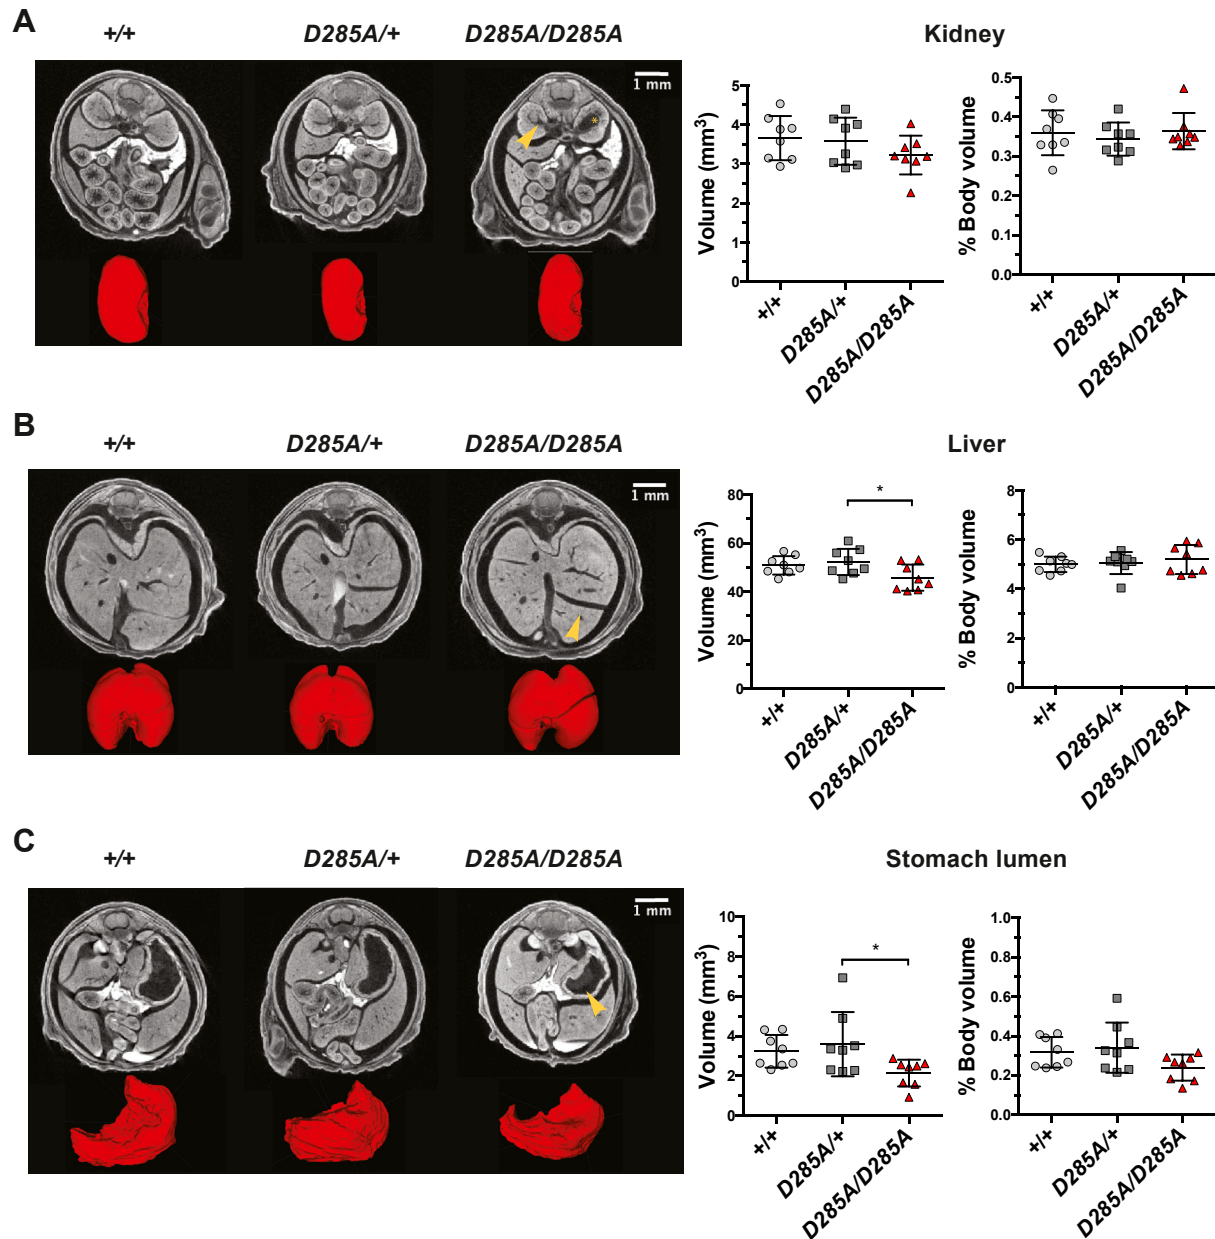 A
+/+ D285A/+ D285A/D285A
Kidney
1 mm
*
Volume (mm³)
5
4
3
2
1
0
+/+
D285A/+
D285A/D285A
% Body volume
0.5
0.4
0.3
0.2
0.1
0.0
+/+
D285A/+
D285A/D285A
B
+/+ D285A/+ D285A/D285A
Liver
1 mm
Volume (mm³)
80
60
40
20
0
*
+/+
D285A/+
D285A/D285A
% Body volume
8
6
4
2
0
+/+
D285A/+
D285A/D285A
C
+/+ D285A/+ D285A/D285A
Stomach lumen
1 mm
Volume (mm³)
10
8
6
4
2
0
*
+/+
D285A/+
D285A/D285A
% Body volume
1.0
0.8
0.6
0.4
0.2
0.0
+/+
D285A/+
D285A/D285A